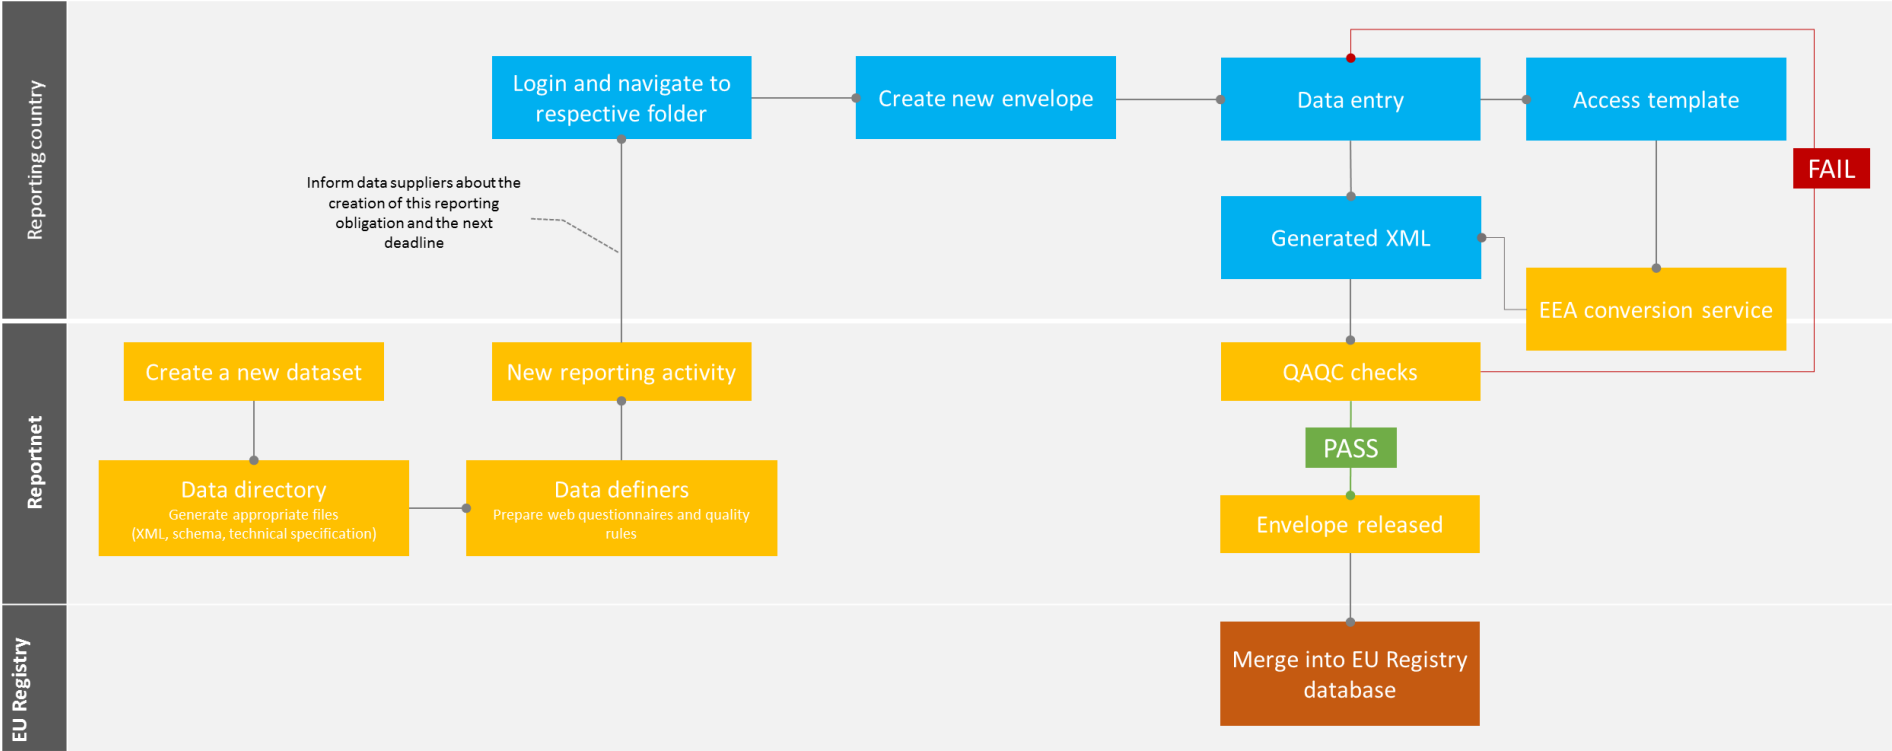 Reporting country
Login and navigate to
respective folder
Create new envelope
Data entry
Access template
FAIL
Inform data suppliers about the
creation of this reporting
obligation and the next
deadline
Generated XML
EEA conversion service
Reportnet
Create a new dataset
New reporting activity
QAQC checks
PASS
Data directory
Generate appropriate files
(XML, schema, technical specification)
Data definers
Prepare web questionnaires and quality
rules
Envelope released
EU Registry
Merge into EU Registry
database